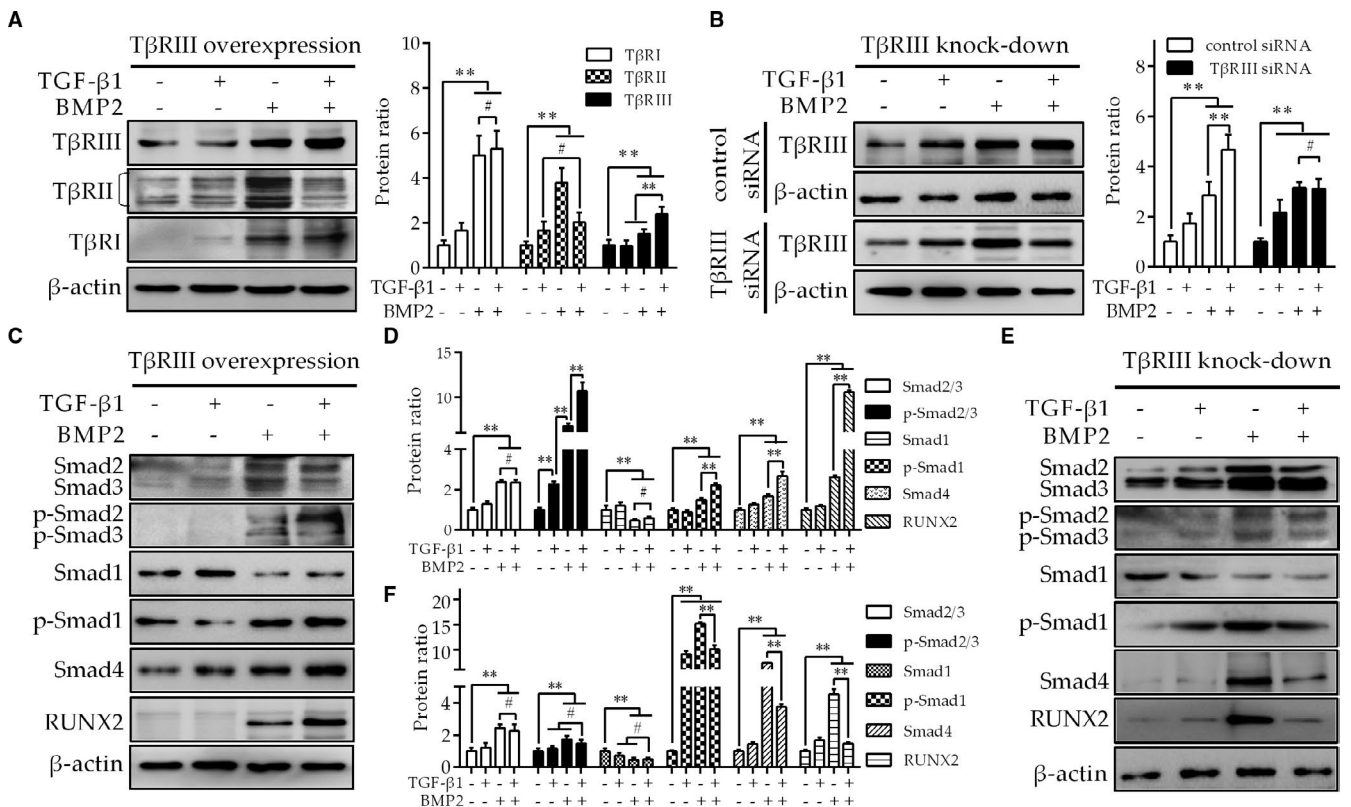 A
TβRIII overexpression
TGF-β1 - + - +
BMP2 - - + +
TβRIII
TβRII
TβRI
β-actin
Protein ratio
10
8
6
4
2
0
** # ** # ** **
TβRI
TβRII
TβRIII
TGF-β1 - + - + - + - + - + - +
BMP2 - - + + - - + + - - + +
B
TβRIII knock-down
TGF-β1 - + - +
BMP2 - - + +
control siRNA
TβRIII
β-actin
TβRIII siRNA
TβRIII
β-actin
Protein ratio
8
6
4
2
0
** ** ** #
control siRNA
TβRIII siRNA
TGF-β1 - + - + - + - +
BMP2 - - + + - - + +
C
TβRIII overexpression
TGF-β1 - + - +
BMP2 - - + +
Smad2
Smad3
p-Smad2
p-Smad3
Smad1
p-Smad1
Smad4
RUNX2
β-actin
D
Protein ratio
15
10
4
2
0
** # ** ** ** ** # ** ** ** ** ** **
Smad2/3
p-Smad2/3
Smad1
p-Smad1
Smad4
RUNX2
TGF-β1 - + - + - + - + - + - + - + - + - + - + - + - +
BMP2 - - + + - - + + - - + + - - + + - - + + - - + +
E
TβRIII knock-down
TGF-β1 - + - +
BMP2 - - + +
Smad2
Smad3
p-Smad2
p-Smad3
Smad1
p-Smad1
Smad4
RUNX2
β-actin
F
Protein ratio
20
15
10
4
2
0
** # ** # ** # ** ** ** ** ** **
Smad2/3
p-Smad2/3
Smad1
p-Smad1
Smad4
RUNX2
TGF-β1 - + - + - + - + - + - + - + - + - + - + - + - +
BMP2 - - + + - - + + - - + + - - + + - - + + - - + +